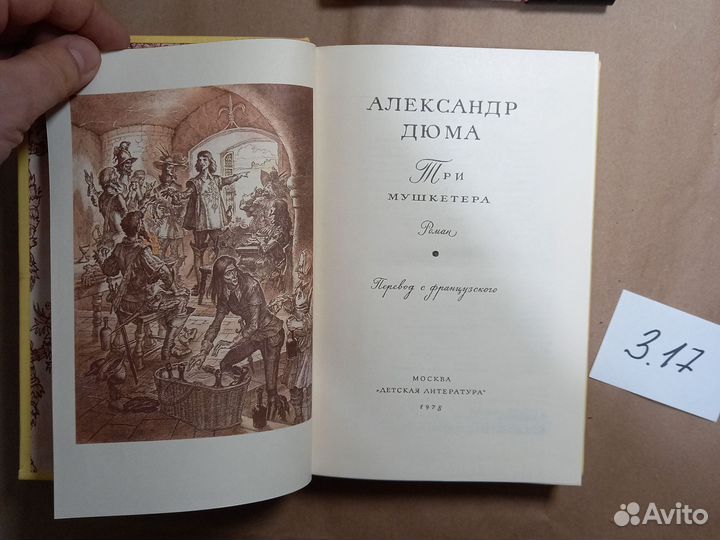 АЛЕКСАНДР
ДЮМА
ТРИ
МУШКЕТЕРА
Роман
Перевод с французского
МОСКВА
„ДЕТСКАЯ ЛИТЕРАТУРА“
1978
3.17
Avito